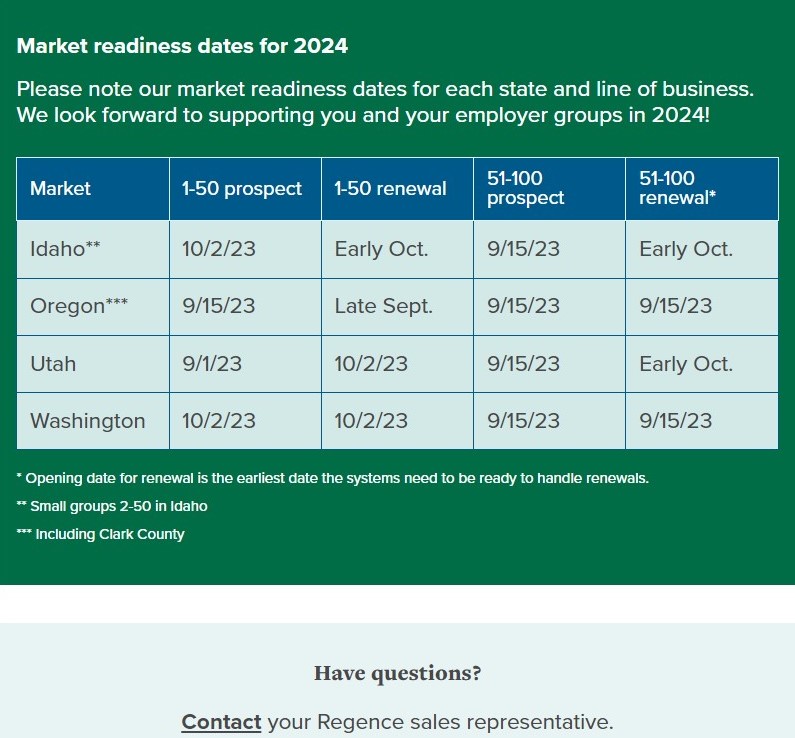 Market readiness dates for 2024
Please note our market readiness dates for each state and line of business.
We look forward to supporting you and your employer groups in 2024!
Market 1-50 prospect 1-50 renewal 51-100 prospect 51-100 renewal*
Idaho** 10/2/23 Early Oct. 9/15/23 Early Oct.
Oregon*** 9/15/23 Late Sept. 9/15/23 9/15/23
Utah 9/1/23 10/2/23 9/15/23 Early Oct.
Washington 10/2/23 10/2/23 9/15/23 9/15/23
* Opening date for renewal is the earliest date the systems need to be ready to handle renewals.
** Small groups 2-50 in Idaho
*** Including Clark County
Have questions?
Contact your Regence sales representative.